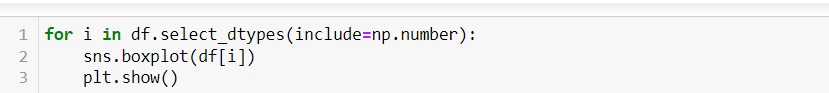 1 for i in df.select_dtypes(include=np.number):
2     sns.boxplot(df[i])
3     plt.show()